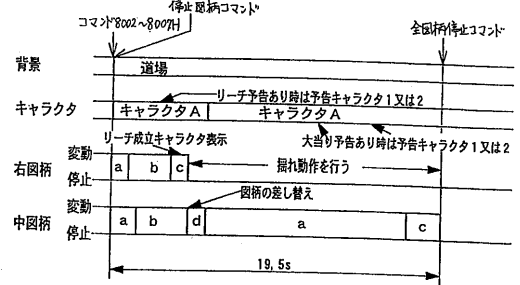 停止図柄コマンド
コマンド8002～8007H
全図柄停止コマンド
背景
道場
リーチ予告あり時は予告キャラクタ1又は2
キャラクタ
キャラクタA
キャラクタA
大当り予告あり時は予告キャラクタ1又は2
リーチ成立キャラクタ表示
変動
右図柄
a
b
c
揺れ動作を行う
停止
図柄の差し替え
変動
中図柄
a
b
d
a
c
停止
19,5s